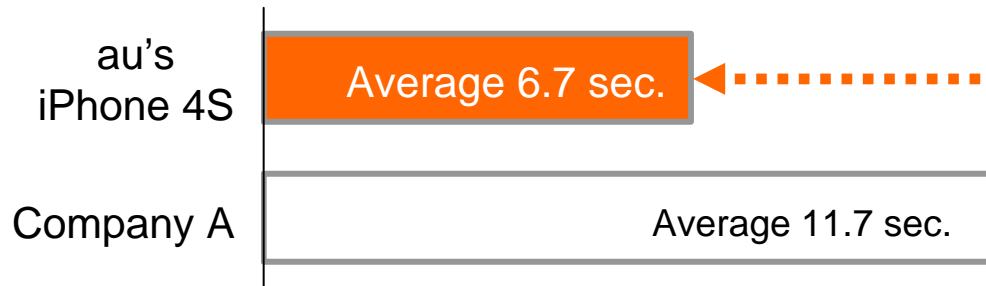 au's
iPhone 4S
Average 6.7 sec.
Company A
Average 11.7 sec.